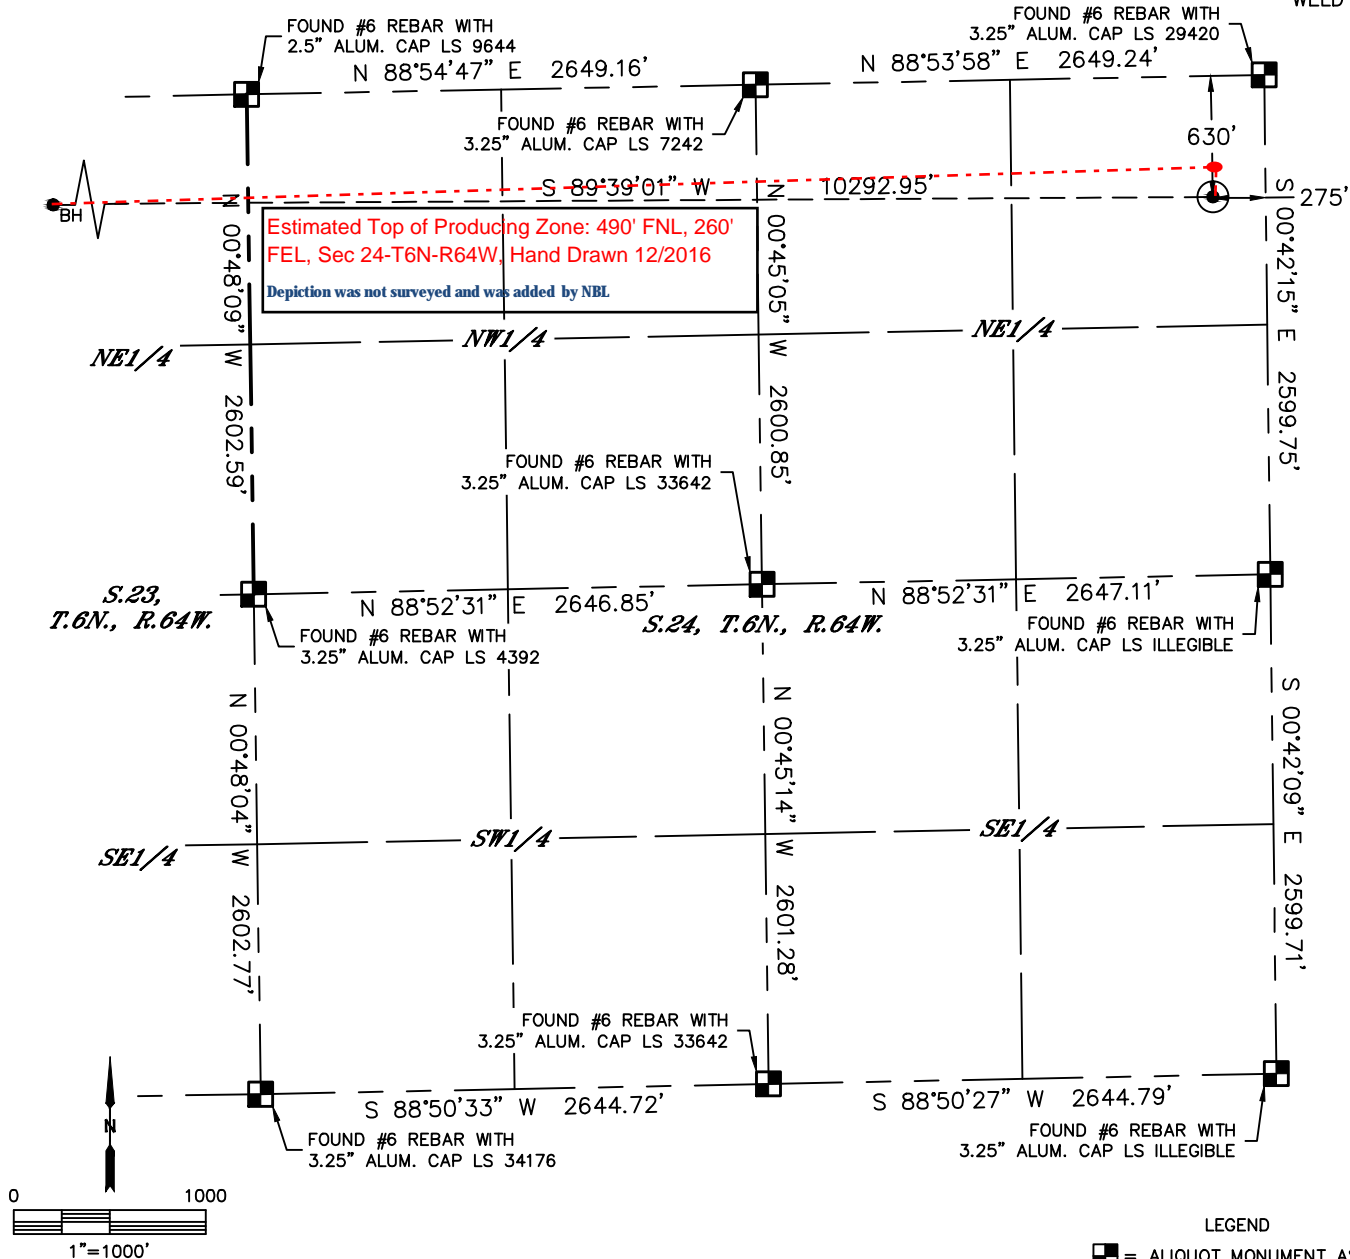 WELD
FOUND #6 REBAR WITH
2.5" ALUM. CAP LS 9644
FOUND #6 REBAR WITH
3.25" ALUM. CAP LS 29420
N 88°54'47" E 2649.16'
N 88°53'58" E 2649.24'
FOUND #6 REBAR WITH
3.25" ALUM. CAP LS 7242
630'
S 89°39'01" W 10292.95'
275'
BH
Estimated Top of Producing Zone: 490' FNL, 260'
FEL, Sec 24-T6N-R64W, Hand Drawn 12/2016
Depiction was not surveyed and was added by NBL
N 00°48'09" W 2602.59'
N 00°45'05" W 2600.85'
S 00°42'15" E 2599.75'
NE1/4
NW1/4
NE1/4
FOUND #6 REBAR WITH
3.25" ALUM. CAP LS 33642
S.23,
T.6N., R.64W.
N 88°52'31" E 2646.85'
N 88°52'31" E 2647.11'
S.24, T.6N., R.64W.
FOUND #6 REBAR WITH
3.25" ALUM. CAP LS 4392
FOUND #6 REBAR WITH
3.25" ALUM. CAP LS ILLEGIBLE
N 00°48'04" W 2602.77'
N 00°45'14" W 2601.28'
S 00°42'09" E 2599.71'
SE1/4
SW1/4
SE1/4
FOUND #6 REBAR WITH
3.25" ALUM. CAP LS 33642
S 88°50'33" W 2644.72'
S 88°50'27" W 2644.79'
N
FOUND #6 REBAR WITH
3.25" ALUM. CAP LS 34176
FOUND #6 REBAR WITH
3.25" ALUM. CAP LS ILLEGIBLE
0 1000
1"=1000'
LEGEND
= ALIQUOT MONUMENT